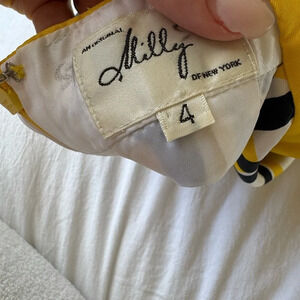 AN ORIGINAL
Milly
OF NEW YORK
4